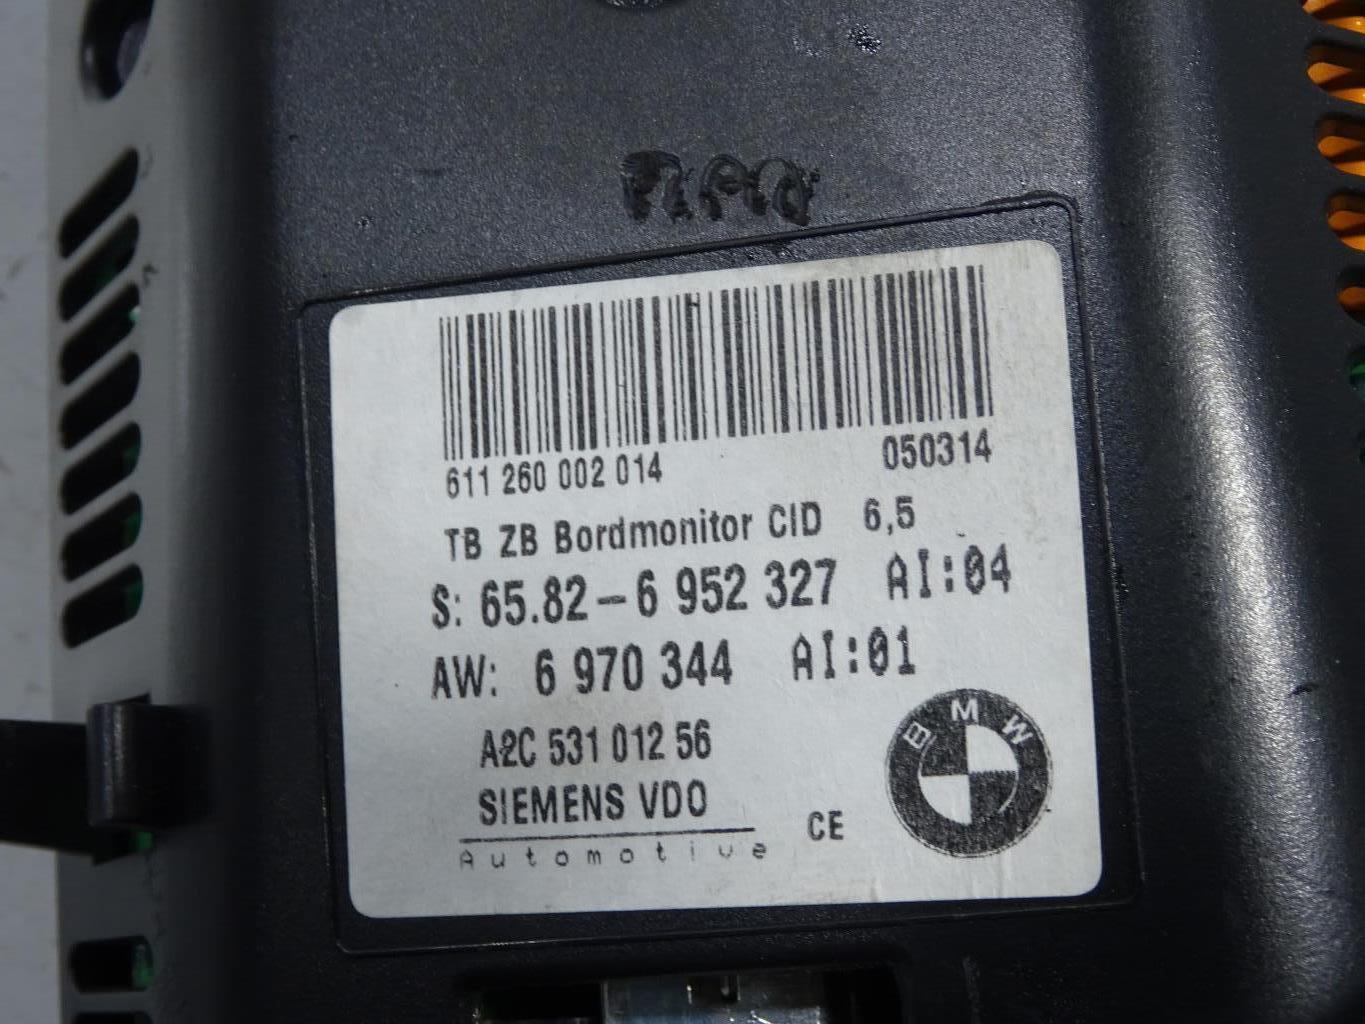 611 260 002 014 050314
TB ZB Bordmonitor CID 6,5
S: 65.82-6 952 327 AI:04
AW: 6 970 344 AI:01
A2C 531 012 56
SIEMENS VDO
Automotive
CE
BMW